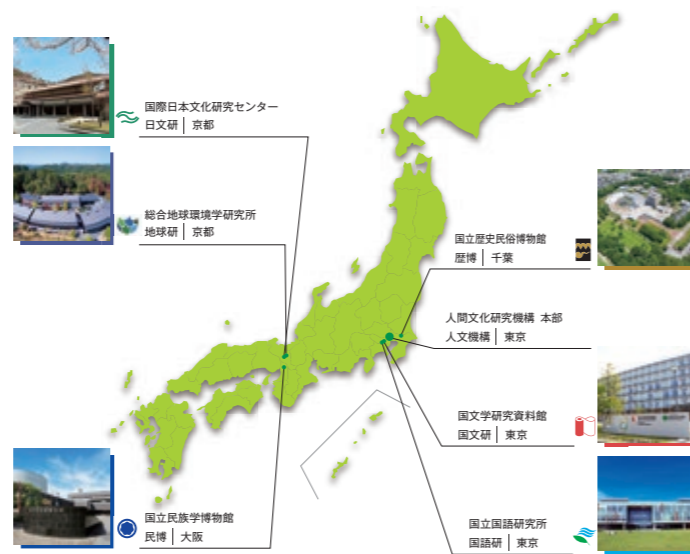 国際日本文化研究センター
日文研│京都
総合地球環境学研究所
地球研│京都
国立歴史民俗博物館
歴博│千葉
人間文化研究機構 本部
人文機構│東京
国文学研究資料館
国文研│東京
国立民族学博物館
民博│大阪
国立国語研究所
国語研│東京